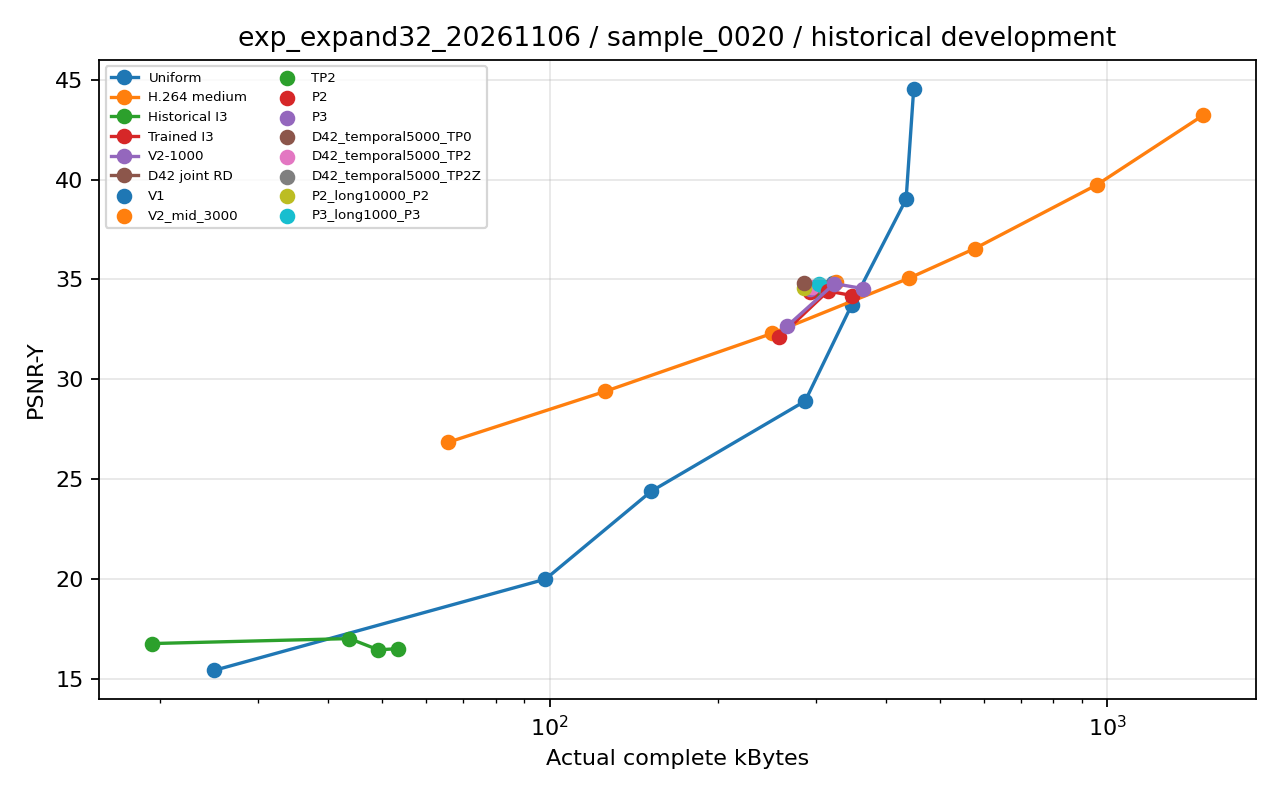 exp_expand32_20261106 / sample_0020 / historical development
Uniform
H.264 medium
Historical I3
Trained I3
V2-1000
D42 joint RD
V1
V2_mid_3000
TP2
P2
P3
D42_temporal5000_TP0
D42_temporal5000_TP2
D42_temporal5000_TP2Z
P2_long10000_P2
P3_long1000_P3
45
40
35
30
25
20
15
PSNR-Y
10²
10³
Actual complete kBytes